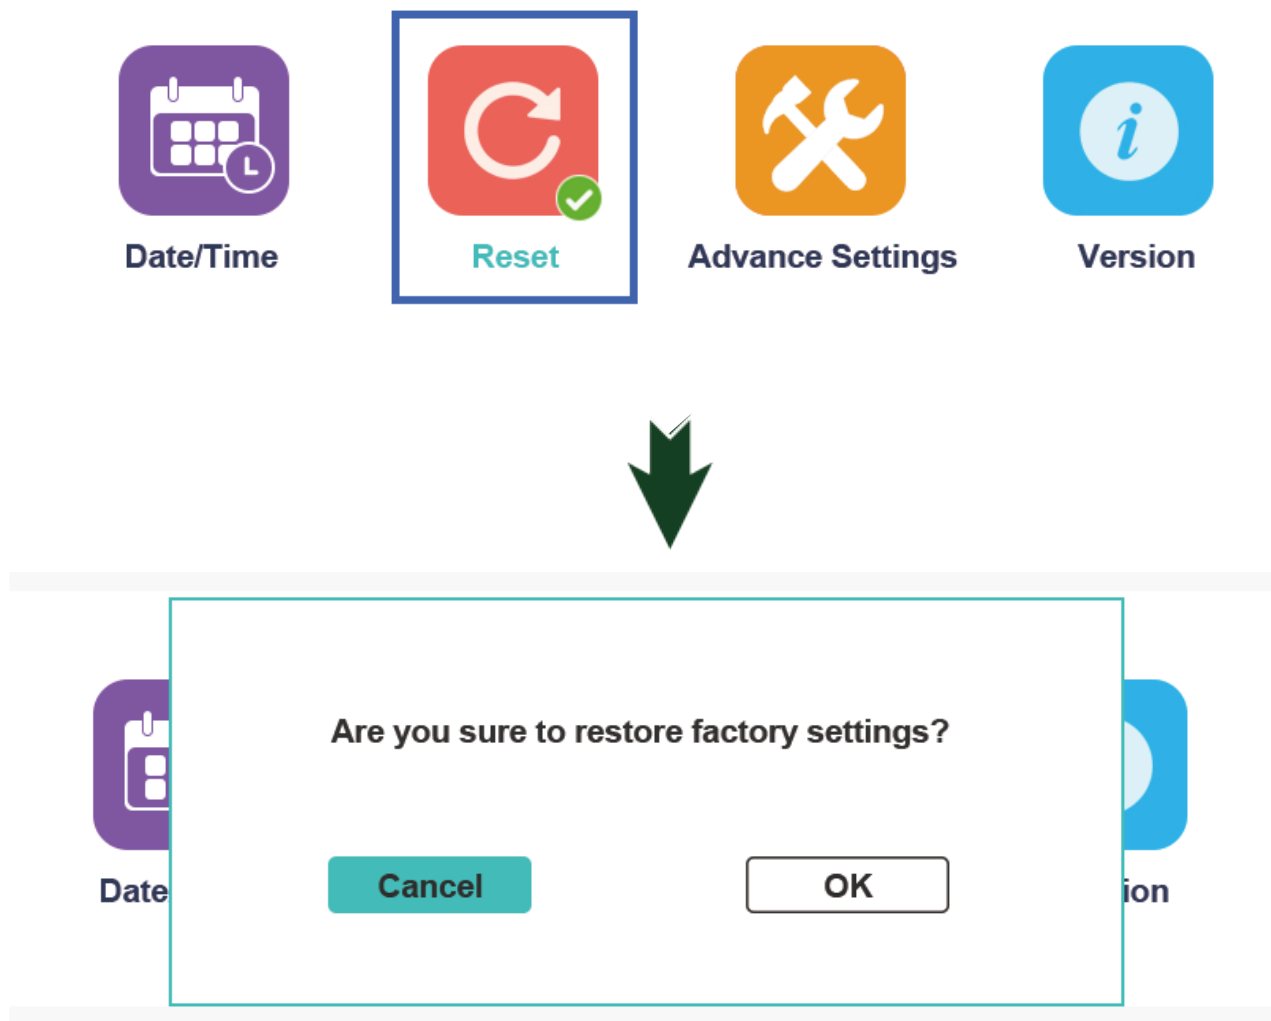 Date/Time
Reset
Advance Settings
Version
Are you sure to restore factory settings?
Date
ion
Cancel
OK